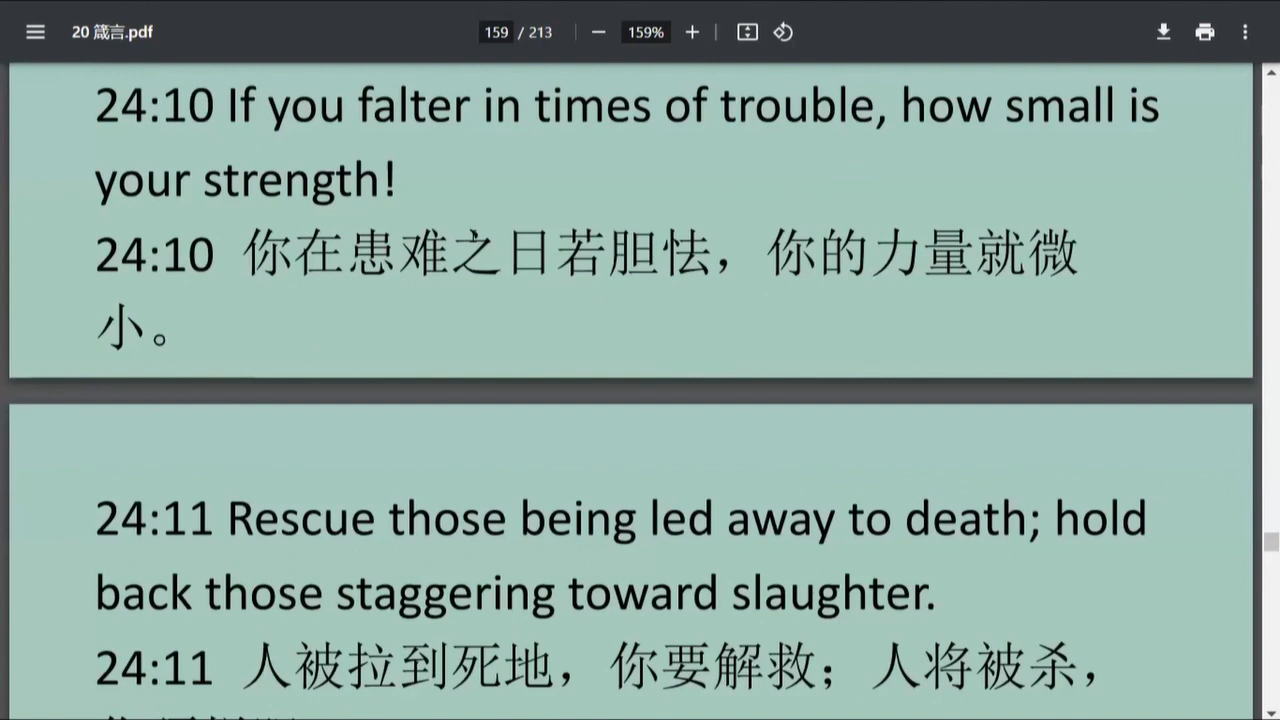 20 箴言.pdf
159 / 213
159%
24:10 If you falter in times of trouble, how small is
your strength!
24:10 你在患难之日若胆怯，你的力量就微
小。
24:11 Rescue those being led away to death; hold
back those staggering toward slaughter.
24:11 人被拉到死地，你要解救；人将被杀，